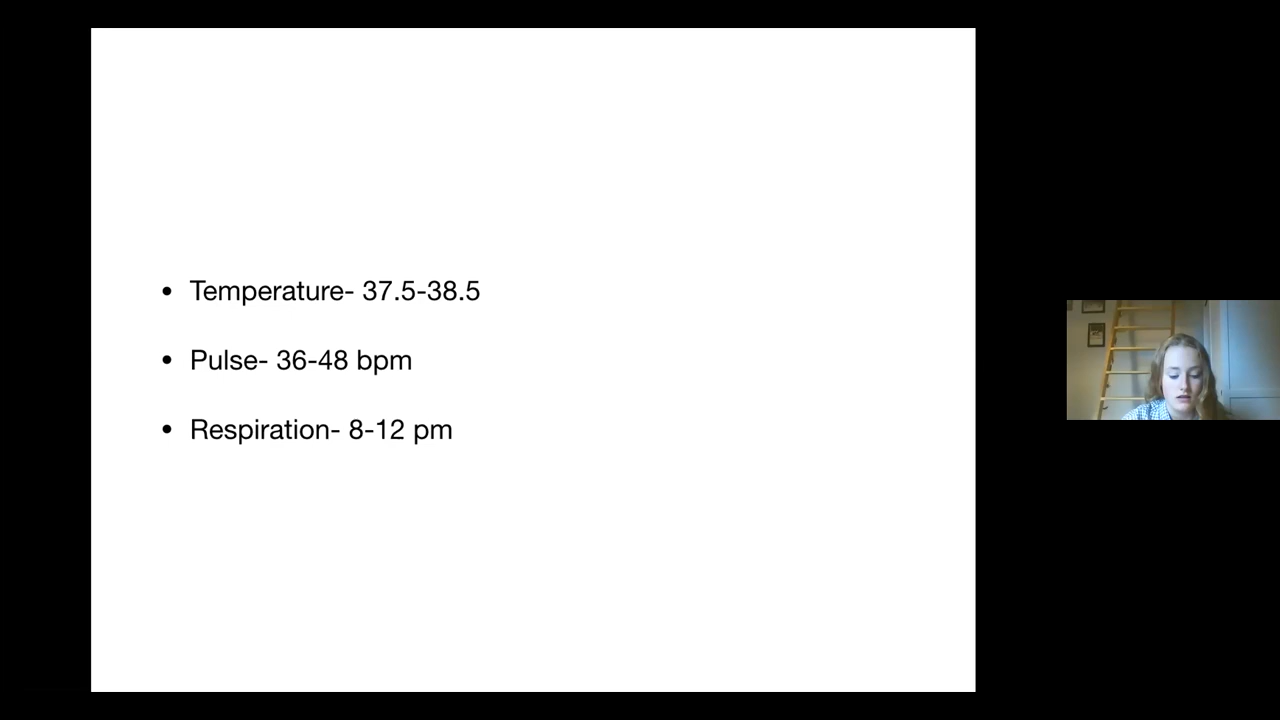 • Temperature- 37.5-38.5
• Pulse- 36-48 bpm
• Respiration- 8-12 pm